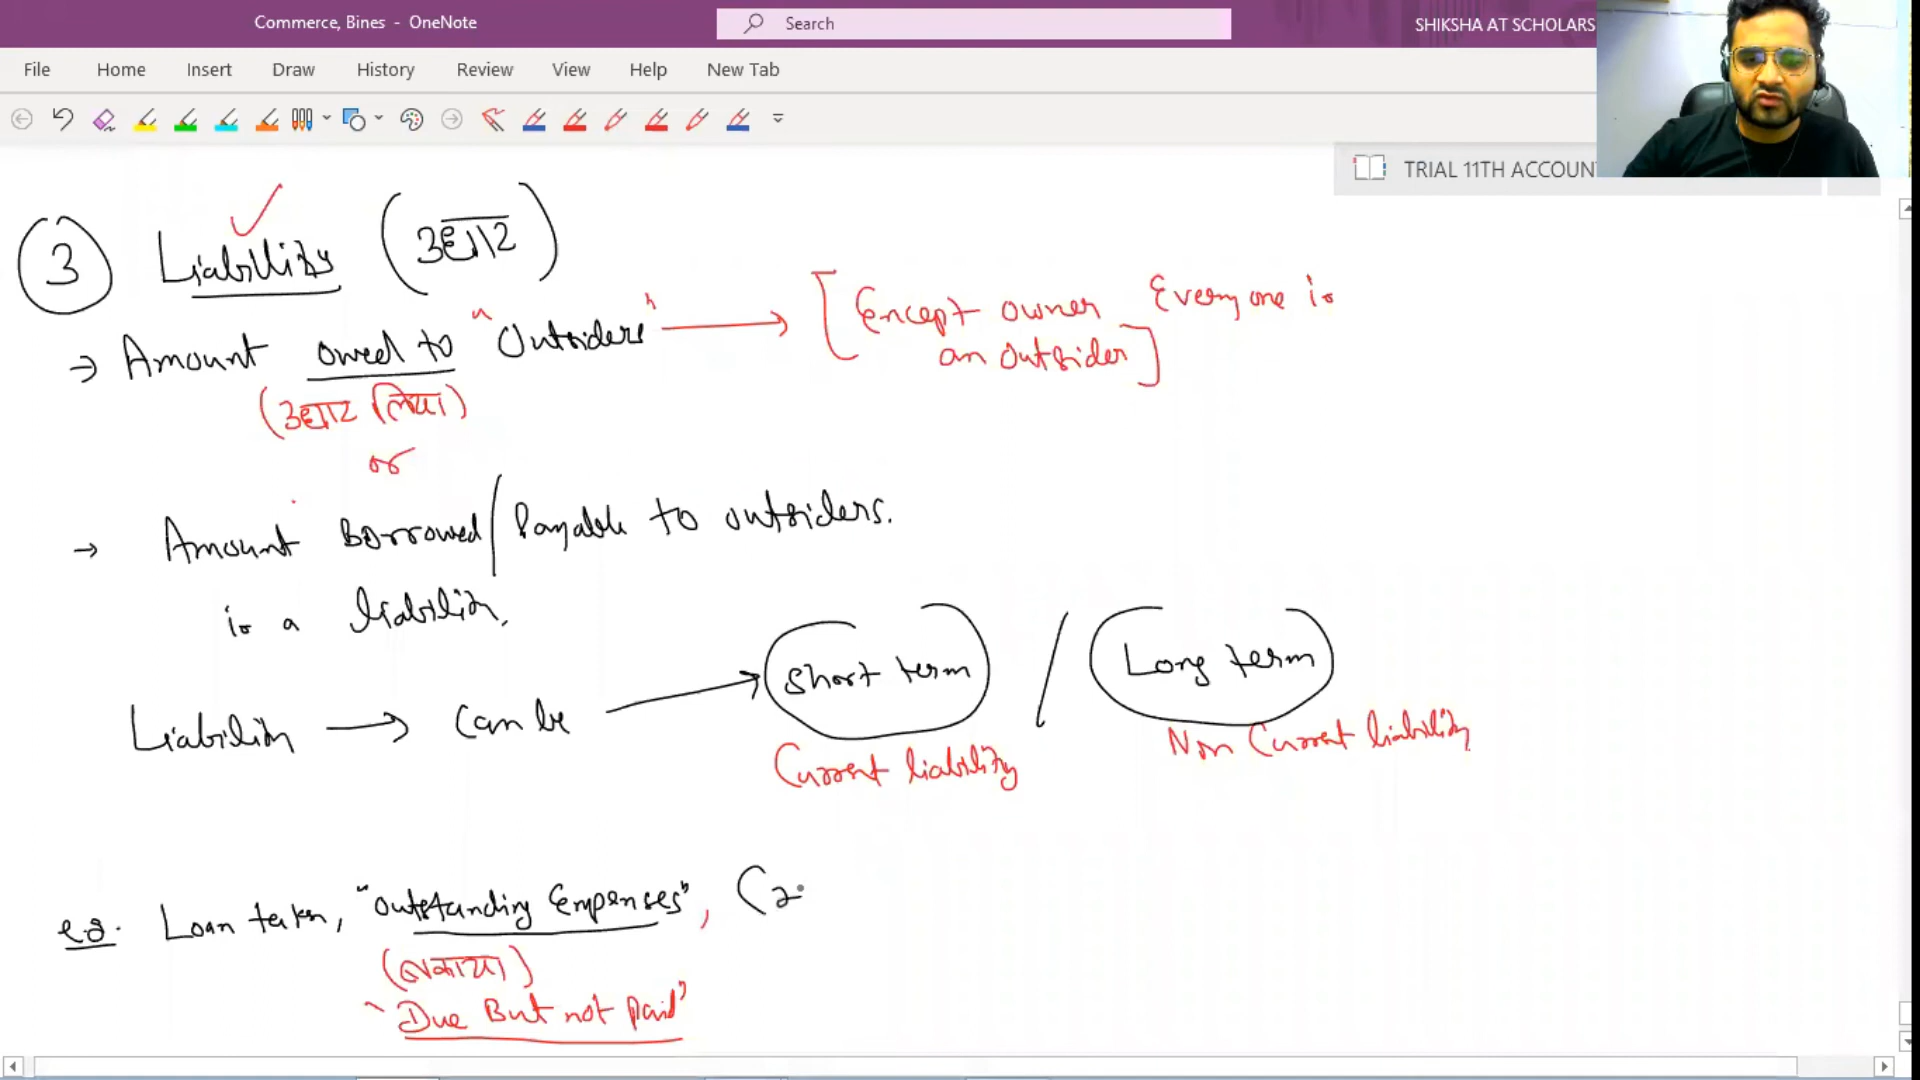 Commerce, Bines - OneNote
Search
SHIKSHA AT SCHOLARS
File Home Insert Draw History Review View Help New Tab
TRIAL 11TH ACCOUN
3 Liability (उधार)
→ Amount owed to "Outsiders" → [Except owner Everyone is
an outsider]
(उधार लिया)
or
→ Amount Borrowed/Payable to outsiders.
is a liability.
Liability → can be → Short term / Long term
Current liability Non Current liability
e.g. Loan taken, "Outstanding Expenses",
(बकाया)
"Due But not paid"